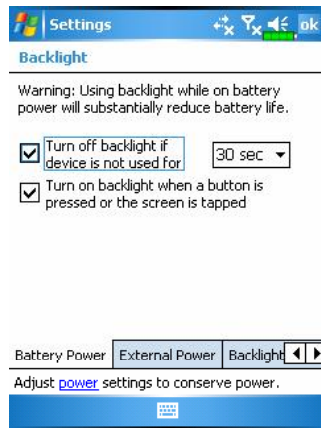 Settings ok
Backlight
Warning: Using backlight while on battery
power will substantially reduce battery life.
Turn off backlight if
device is not used for 30 sec
Turn on backlight when a button is
pressed or the screen is tapped
Battery Power External Power Backlight
Adjust power settings to conserve power.